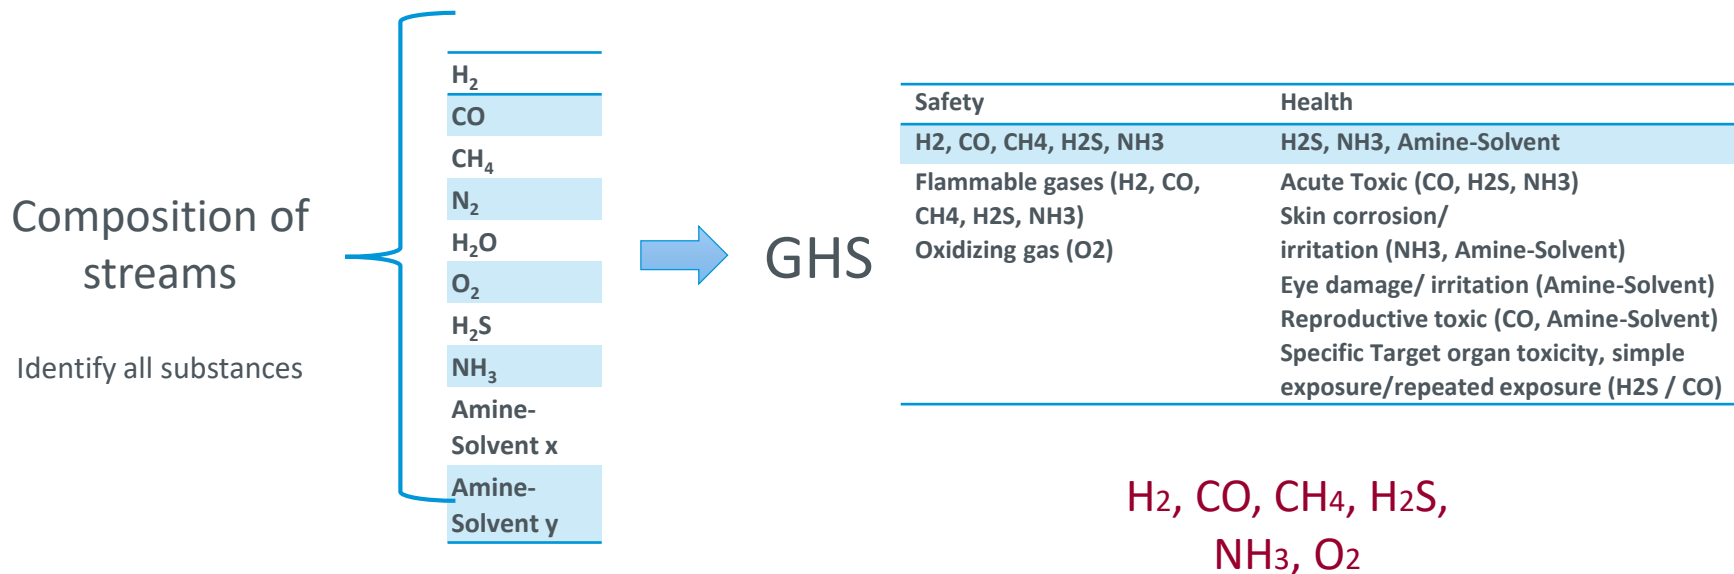 Composition of
streams
Identify all substances
H₂
CO
CH₄
N₂
H₂O
O₂
H₂S
NH₃
Amine-
Solvent x
Amine-
Solvent y
GHS
Safety Health
H2, CO, CH4, H2S, NH3 H2S, NH3, Amine-Solvent
Flammable gases (H2, CO,
CH4, H2S, NH3)
Oxidizing gas (O2)
Acute Toxic (CO, H2S, NH3)
Skin corrosion/
irritation (NH3, Amine-Solvent)
Eye damage/ irritation (Amine-Solvent)
Reproductive toxic (CO, Amine-Solvent)
Specific Target organ toxicity, simple
exposure/repeated exposure (H2S / CO)
H₂, CO, CH₄, H₂S,
NH₃, O₂